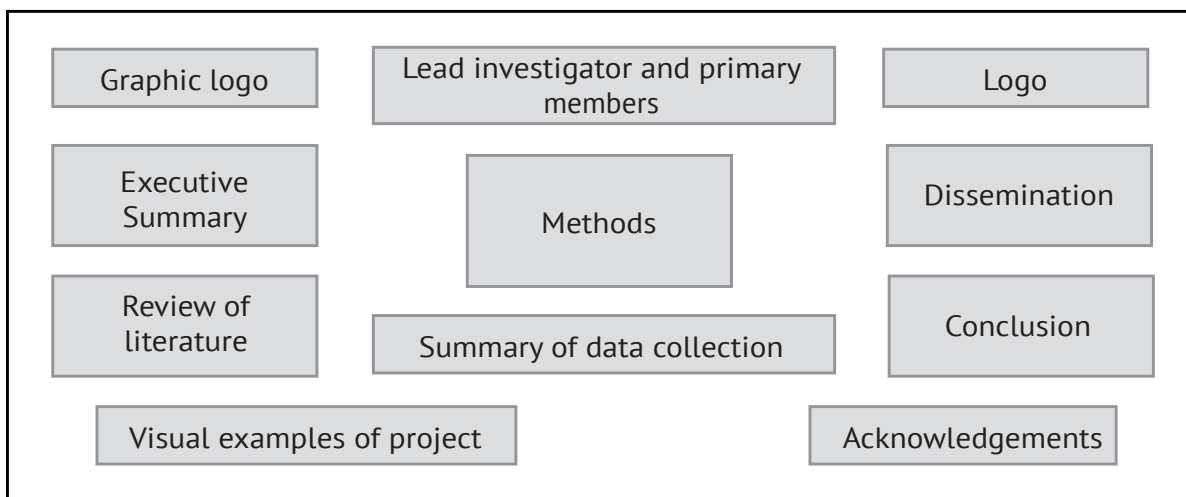 Graphic logo
Lead investigator and primary
members
Logo
Executive
Summary
Methods
Dissemination
Review of
literature
Summary of data collection
Conclusion
Visual examples of project
Acknowledgements